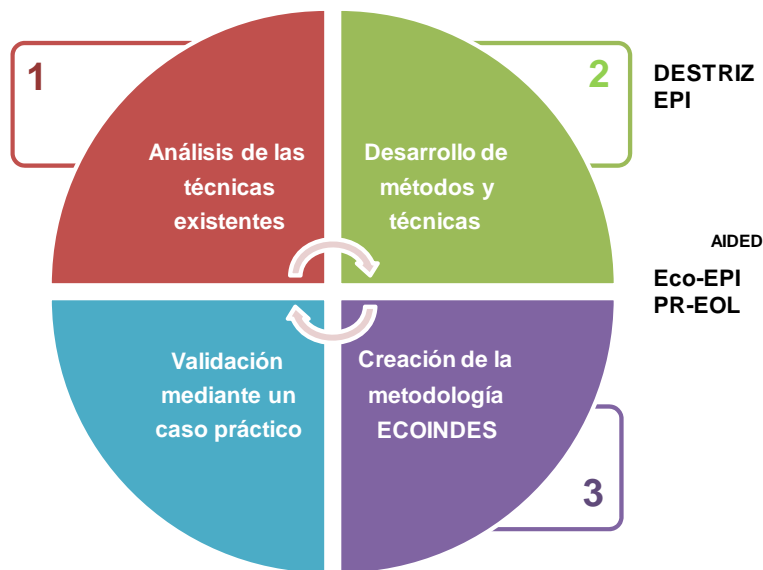 1
Análisis de las
técnicas
existentes
2
Desarrollo de
métodos y
técnicas
DESTRIZ
EPI
AIDED
Eco-EPI
PR-EOL
Validación
mediante un
caso práctico
Creación de la
metodología
ECOINDES
3